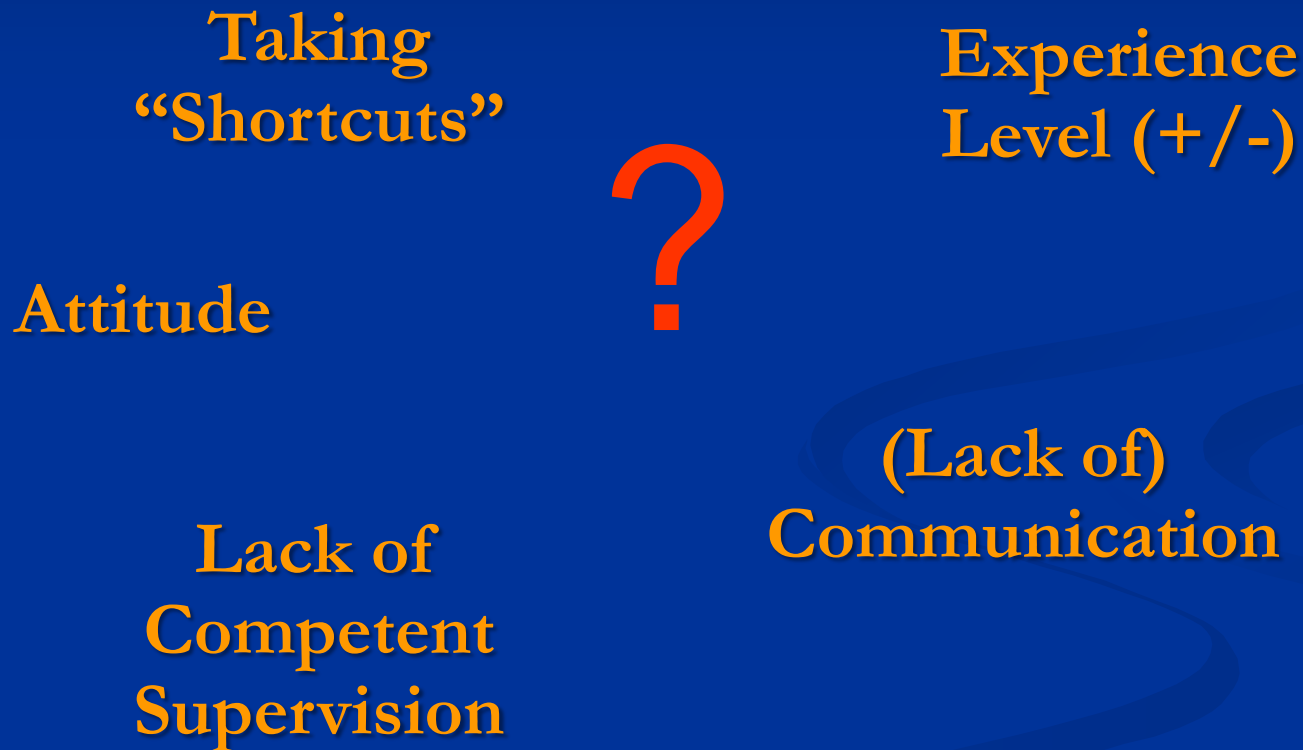 Taking
“Shortcuts”
Experience
Level (+/-)
?
Attitude
(Lack of)
Communication
Lack of
Competent
Supervision